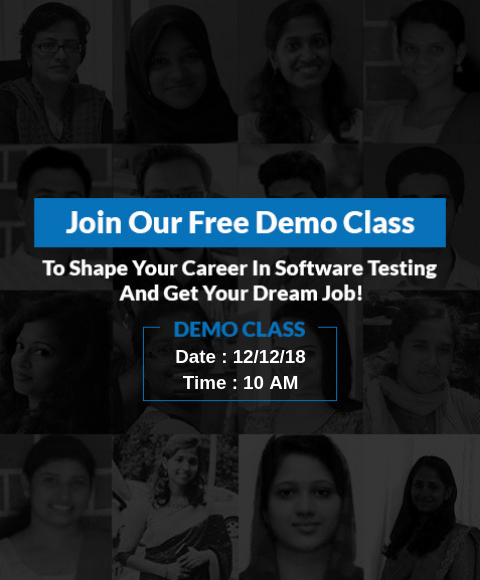 Join Our Free Demo Class
To Shape Your Career In Software Testing
And Get Your Dream Job!
DEMO CLASS
Date : 12/12/18
Time : 10 AM